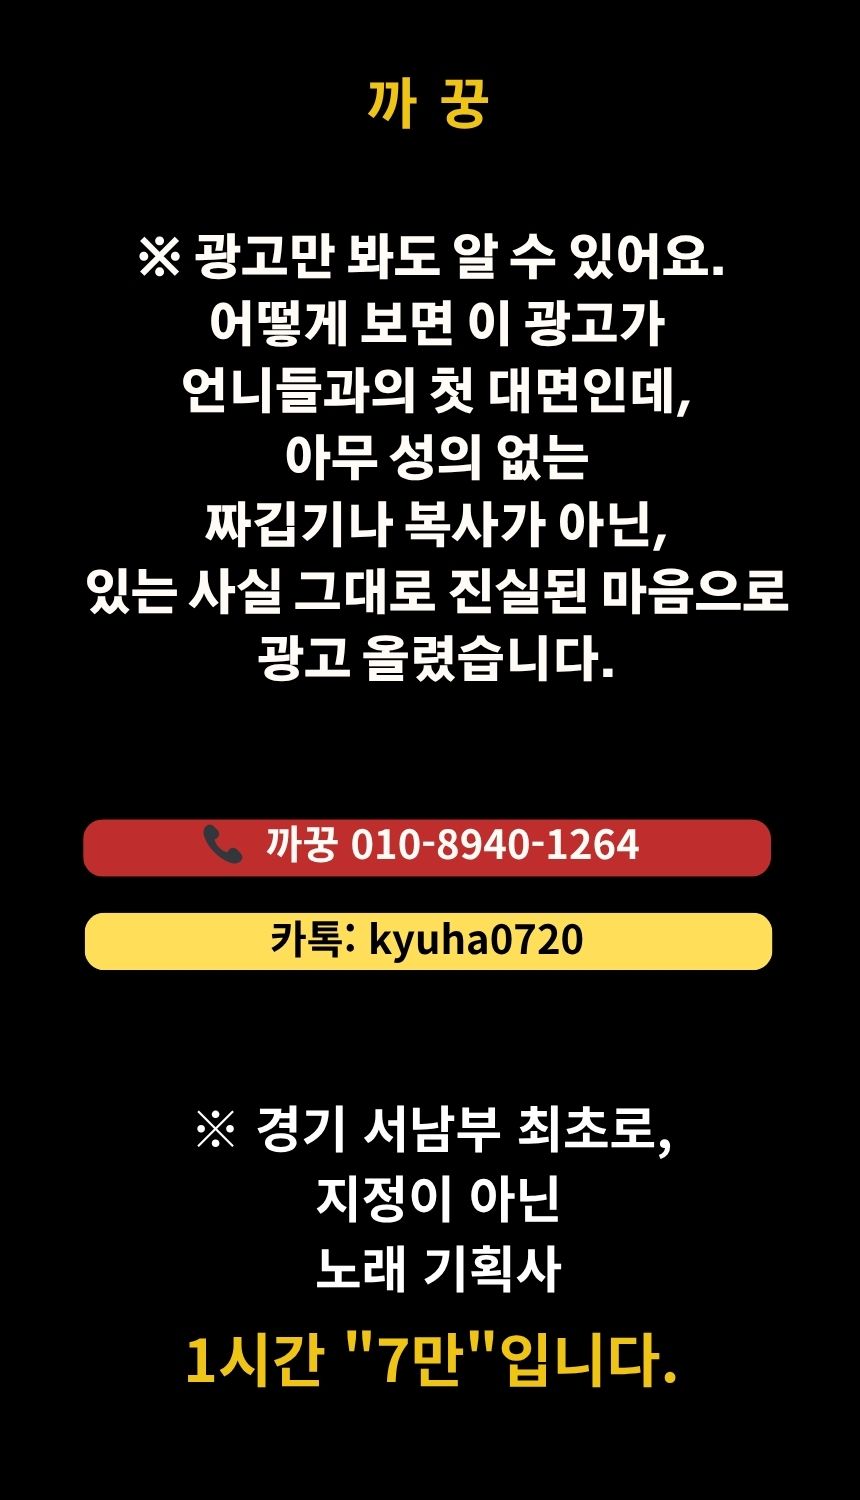 까 꿍
※ 광고만 봐도 알 수 있어요.
어떻게 보면 이 광고가
언니들과의 첫 대면인데,
아무 성의 없는
짜깁기나 복사가 아닌,
있는 사실 그대로 진실된 마음으로
광고 올렸습니다.
까꿍 010-8940-1264
카톡: kyuha0720
※ 경기 서남부 최초로,
지정이 아닌
노래 기획사
1시간 "7만"입니다.